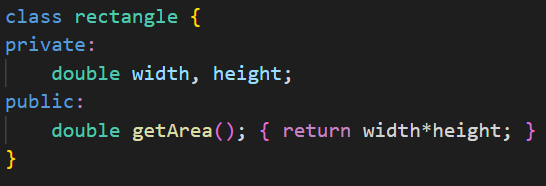 class rectangle {
private:
    double width, height;
public:
    double getArea(); { return width*height; }
}